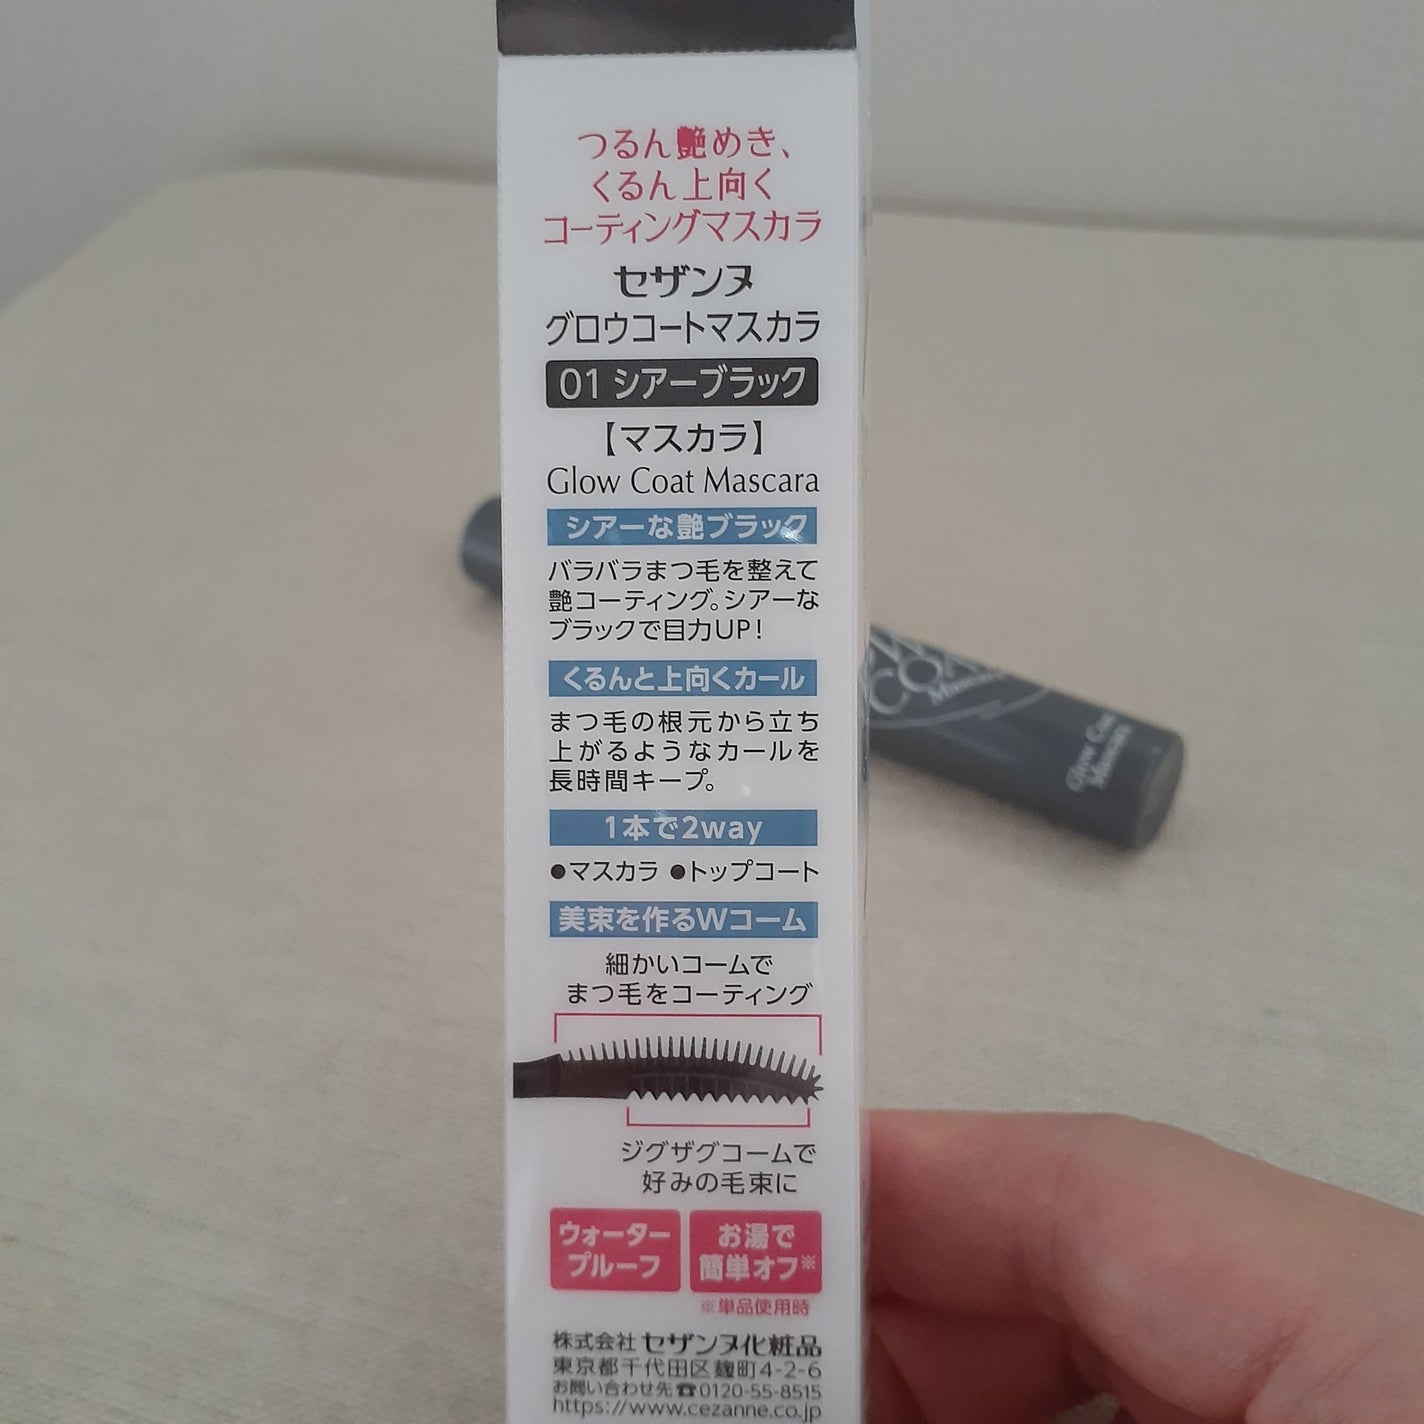 つるん艶めき、
くるん上向く
コーティングマスカラ
セザンヌ
グロウコートマスカラ
01 シアーブラック
【マスカラ】
Glow Coat Mascara
シアーな艶ブラック
バラバラまつ毛を整えて
艶コーティング。シアーな
ブラックで目力UP!
くるんと上向くカール
まつ毛の根元から立ち
上がるようなカールを
長時間キープ。
1本で2way
●マスカラ ●トップコート
美束を作るWコーム
細かいコームで
まつ毛をコーティング
ジグザグコームで
好みの毛束に
ウォーター
プルーフ
お湯で
簡単オフ※
※単品使用時
株式会社 セザンヌ化粧品
東京都千代田区麹町4-2-6
お問い合わせ先☎0120-55-8515
https://www.cezanne.co.jp
Glow Coat
Mascara